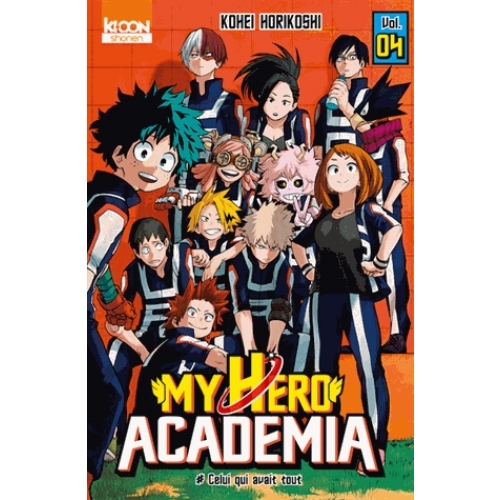 KI-OON
shonen
KOHEI HORIKOSHI
Vol.
04
MY HERO
ACADEMIA
# Celui qui avait tout